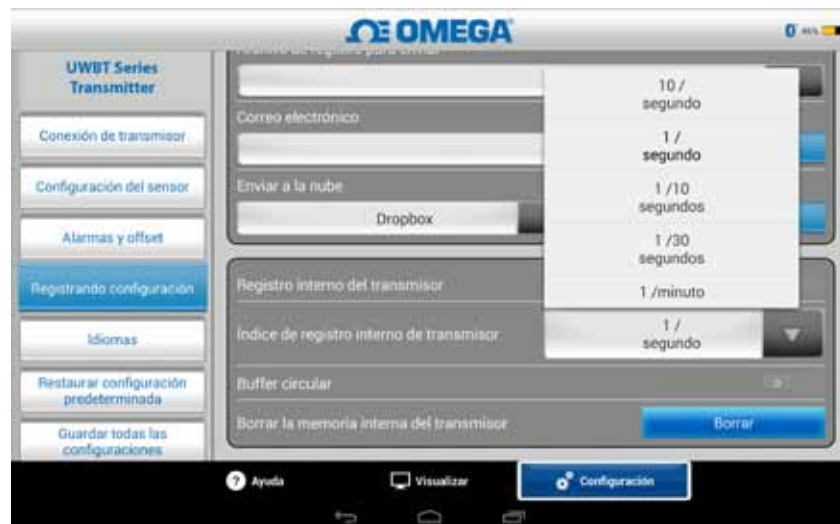 OMEGA
UWBT Series
Transmitter
Conexión de transmisor
Configuración del sensor
Alarmas y offset
Registrando configuración
Idiomas
Restaurar configuración
predeterminada
Guardar todas las
configuraciones
Correo electrónico
Enviar a la nube
Dropbox
10 /
segundo
1 /
segundo
1 /10
segundos
1 /30
segundos
1 /minuto
Registro interno del transmisor
Índice de registro interno de transmisor
1 /
segundo
Buffer circular
Borrar la memoria interna del transmisor
Borrar
? Ayuda
Visualizar
Configuración